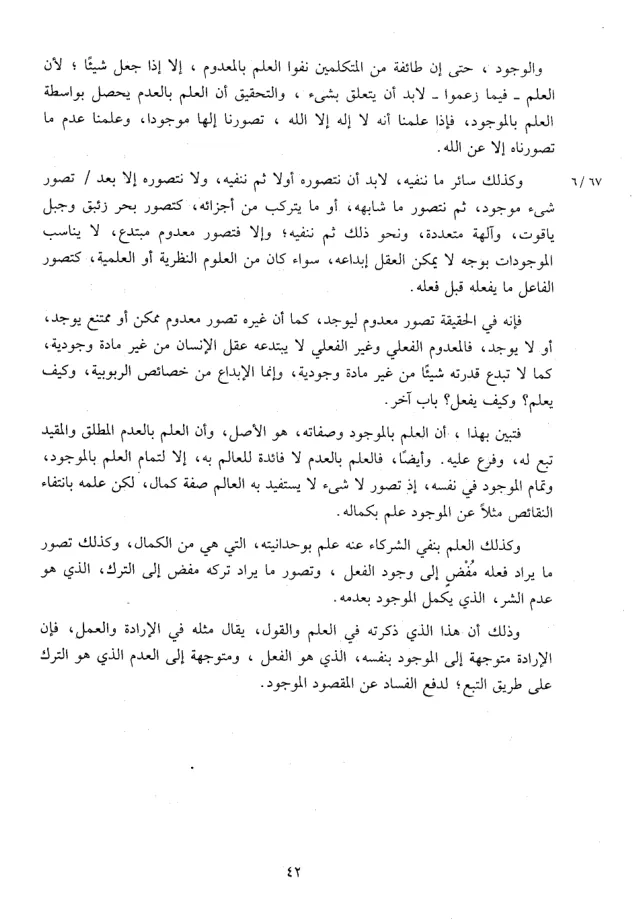 والوجود ، حتى إن طائفة من المتكلمين نفوا العلم بالمعدوم ، إلا إذا جعل شيئًا ؛ لأن
العلم ـ فيما زعموا ـ لابد أن يتعلق بشىء ، والتحقيق أن العلم بالعدم يحصل بواسطة
العلم بالموجود، فإذا علمنا أنه لا إله إلا الله ، تصورنا إلها موجودا، وعلمنا عدم ما
تصورناه إلا عن الله.
٦/٦٧ وكذلك سائر ما ننفيه، لابد أن نتصوره أولا ثم ننفيه، ولا نتصوره إلا بعد / تصور
شىء موجود، ثم نتصور ما شابهه، أو ما يتركب من أجزائه، كتصور بحر زئبق وجبل
ياقوت، وآلهة متعددة، ونحو ذلك ثم ننفيه؛ وإلا فتصور معدوم مبتدع، لا يناسب
الموجودات بوجه لا يمكن العقل إبداعه، سواء كان من العلوم النظرية أو العلمية، كتصور
الفاعل ما يفعله قبل فعله.
فإنه في الحقيقة تصور معدوم ليوجد، كما أن غيره تصور معدوم ممكن أو ممتنع يوجد،
أو لا يوجد، فالمعدوم الفعلي وغير الفعلي لا يبتدعه عقل الإنسان من غير مادة وجودية،
كما لا تبدع قدرته شيئًا من غير مادة وجودية، وإنما الإبداع من خصائص الربوبية، وكيف
يعلم؟ وكيف يفعل؟ باب آخر.
فتبين بهذا ، أن العلم بالموجود وصفاته، هو الأصل، وأن العلم بالعدم المطلق والمقيد
تبع له، وفرع عليه. وأيضًا، فالعلم بالعدم لا فائدة للعالم به، إلا لتمام العلم بالموجود،
وتمام الموجود في نفسه، إذ تصور لا شىء لا يستفيد به العالم صفة كمال، لكن علمه بانتفاء
النقائص مثلاً عن الموجود علم بكماله.
وكذلك العلم بنفي الشركاء عنه علم بوحدانيته، التي هي من الكمال، وكذلك تصور
ما يراد فعله مُفْضٍ إلى وجود الفعل ، وتصور ما يراد تركه مفض إلى الترك، الذي هو
عدم الشر، الذي يكمل الموجود بعدمه.
وذلك أن هذا الذي ذكرته في العلم والقول، يقال مثله في الإرادة والعمل، فإن
الإرادة متوجهة إلى الموجود بنفسه، الذي هو الفعل ، ومتوجهة إلى العدم الذي هو الترك
على طريق التبع؛ لدفع الفساد عن المقصود الموجود.
٤٢